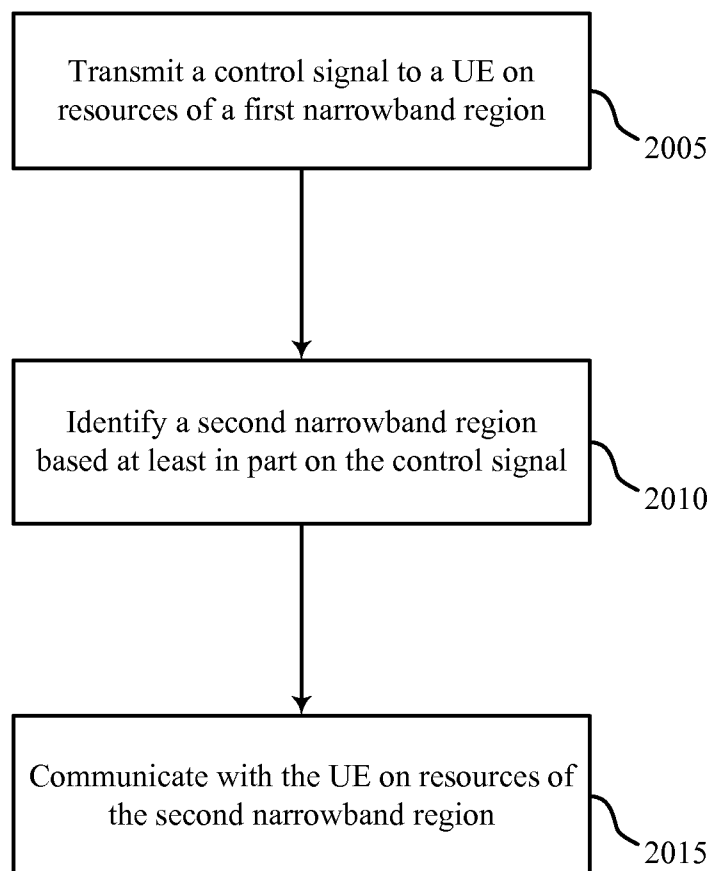 Transmit a control signal to a UE on
resources of a first narrowband region
2005
Identify a second narrowband region
based at least in part on the control signal
2010
Communicate with the UE on resources of
the second narrowband region
2015